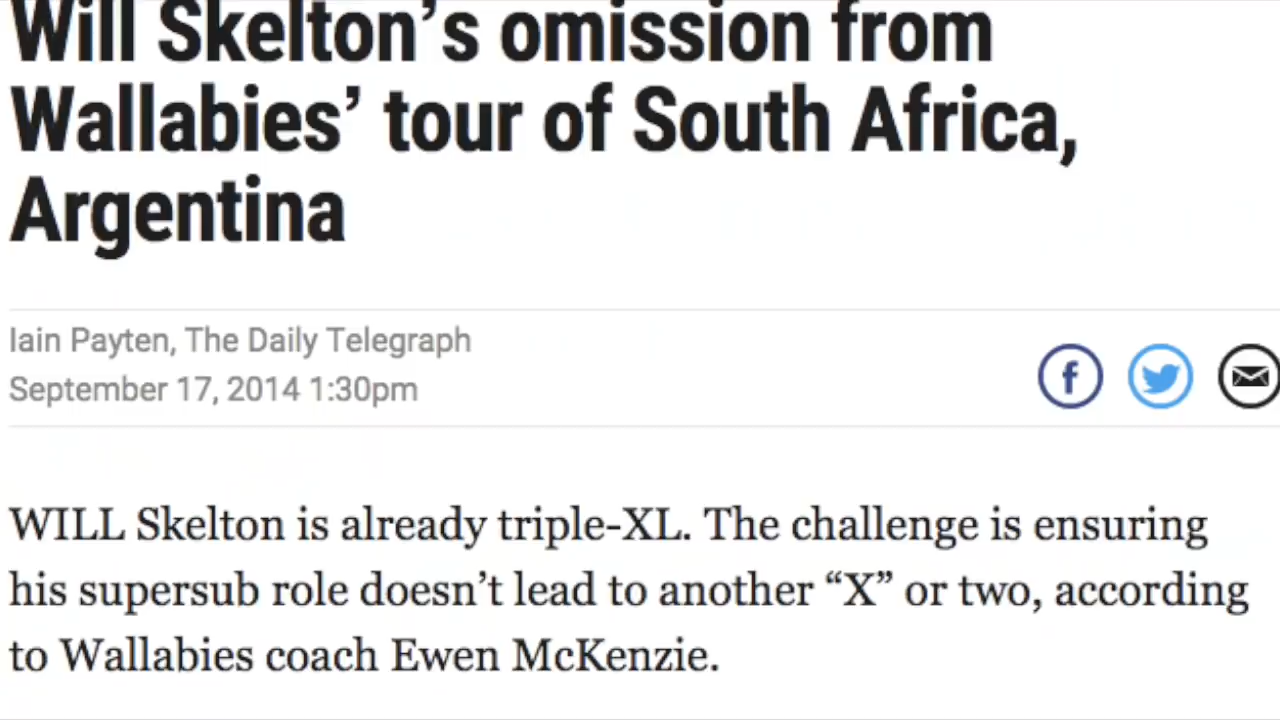 Will Skelton’s omission from
Wallabies’ tour of South Africa,
Argentina
Iain Payten, The Daily Telegraph
September 17, 2014 1:30pm
WILL Skelton is already triple-XL. The challenge is ensuring
his supersub role doesn’t lead to another “X” or two, according
to Wallabies coach Ewen McKenzie.